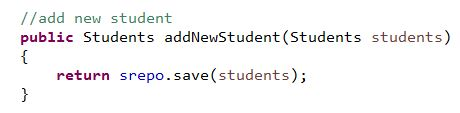 //add new student
public Students addNewStudent(Students students)
{
    return srepo.save(students);
}